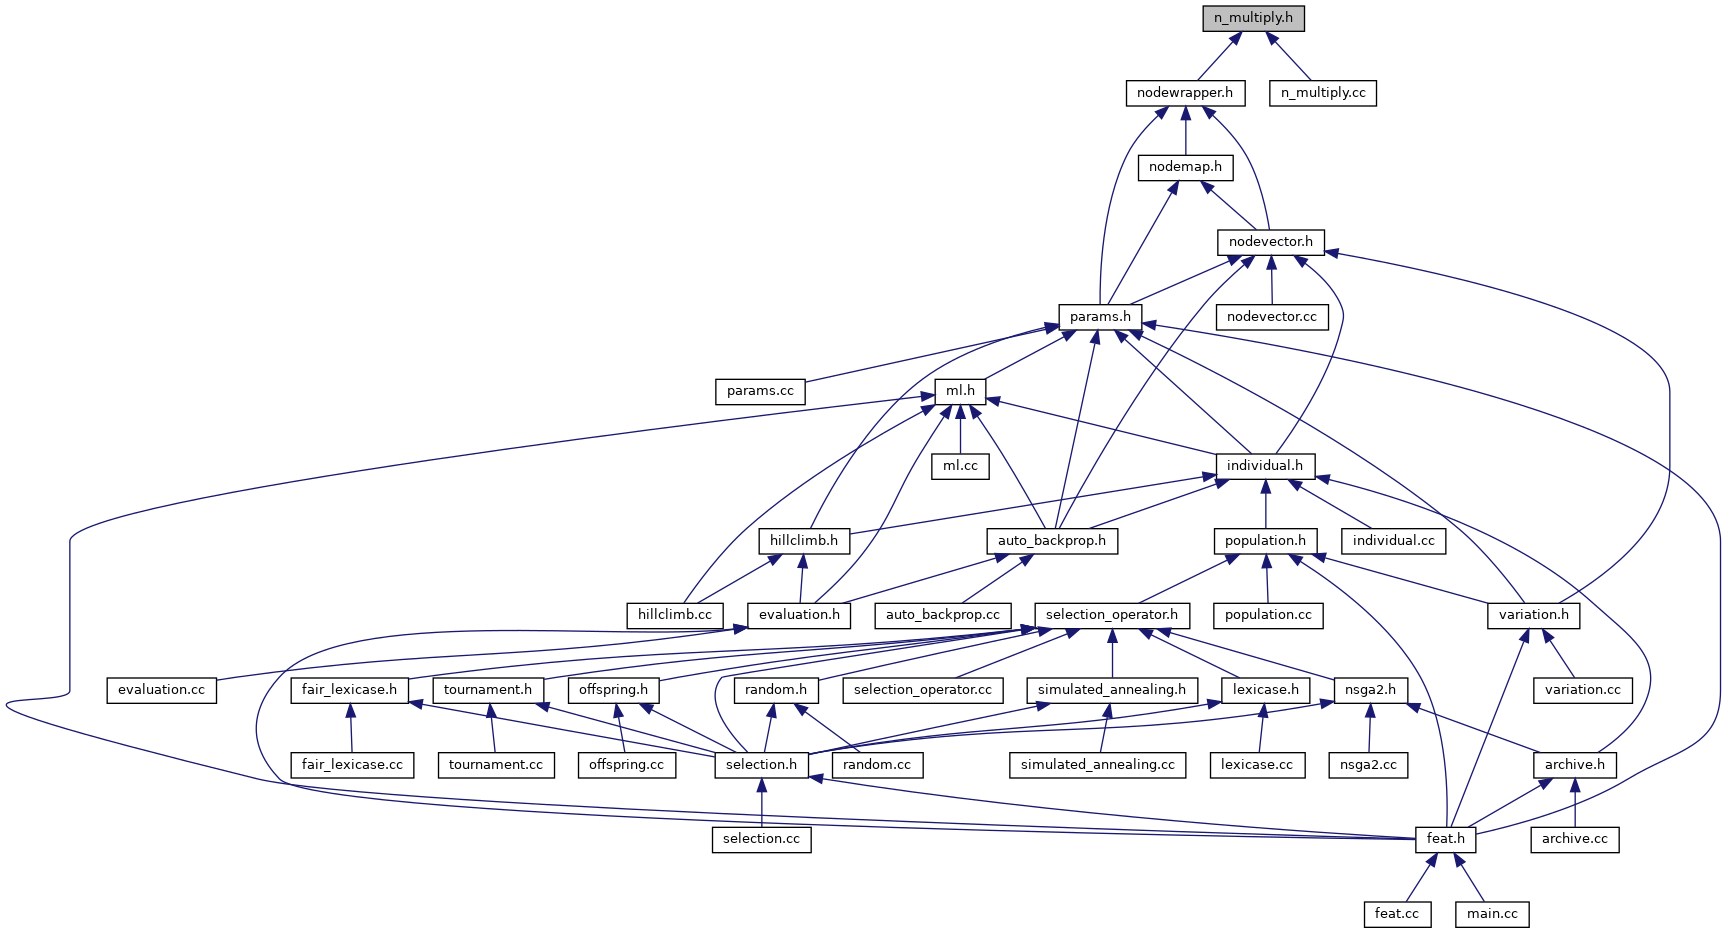 n_multiply.h
nodewrapper.h
n_multiply.cc
nodemap.h
nodevector.h
params.h
nodevector.cc
params.cc
ml.h
ml.cc
individual.h
hillclimb.h
auto_backprop.h
population.h
individual.cc
hillclimb.cc
evaluation.h
auto_backprop.cc
selection_operator.h
population.cc
variation.h
evaluation.cc
fair_lexicase.h
tournament.h
offspring.h
random.h
selection_operator.cc
simulated_annealing.h
lexicase.h
nsga2.h
variation.cc
fair_lexicase.cc
tournament.cc
offspring.cc
selection.h
random.cc
simulated_annealing.cc
lexicase.cc
nsga2.cc
archive.h
selection.cc
feat.h
archive.cc
feat.cc
main.cc